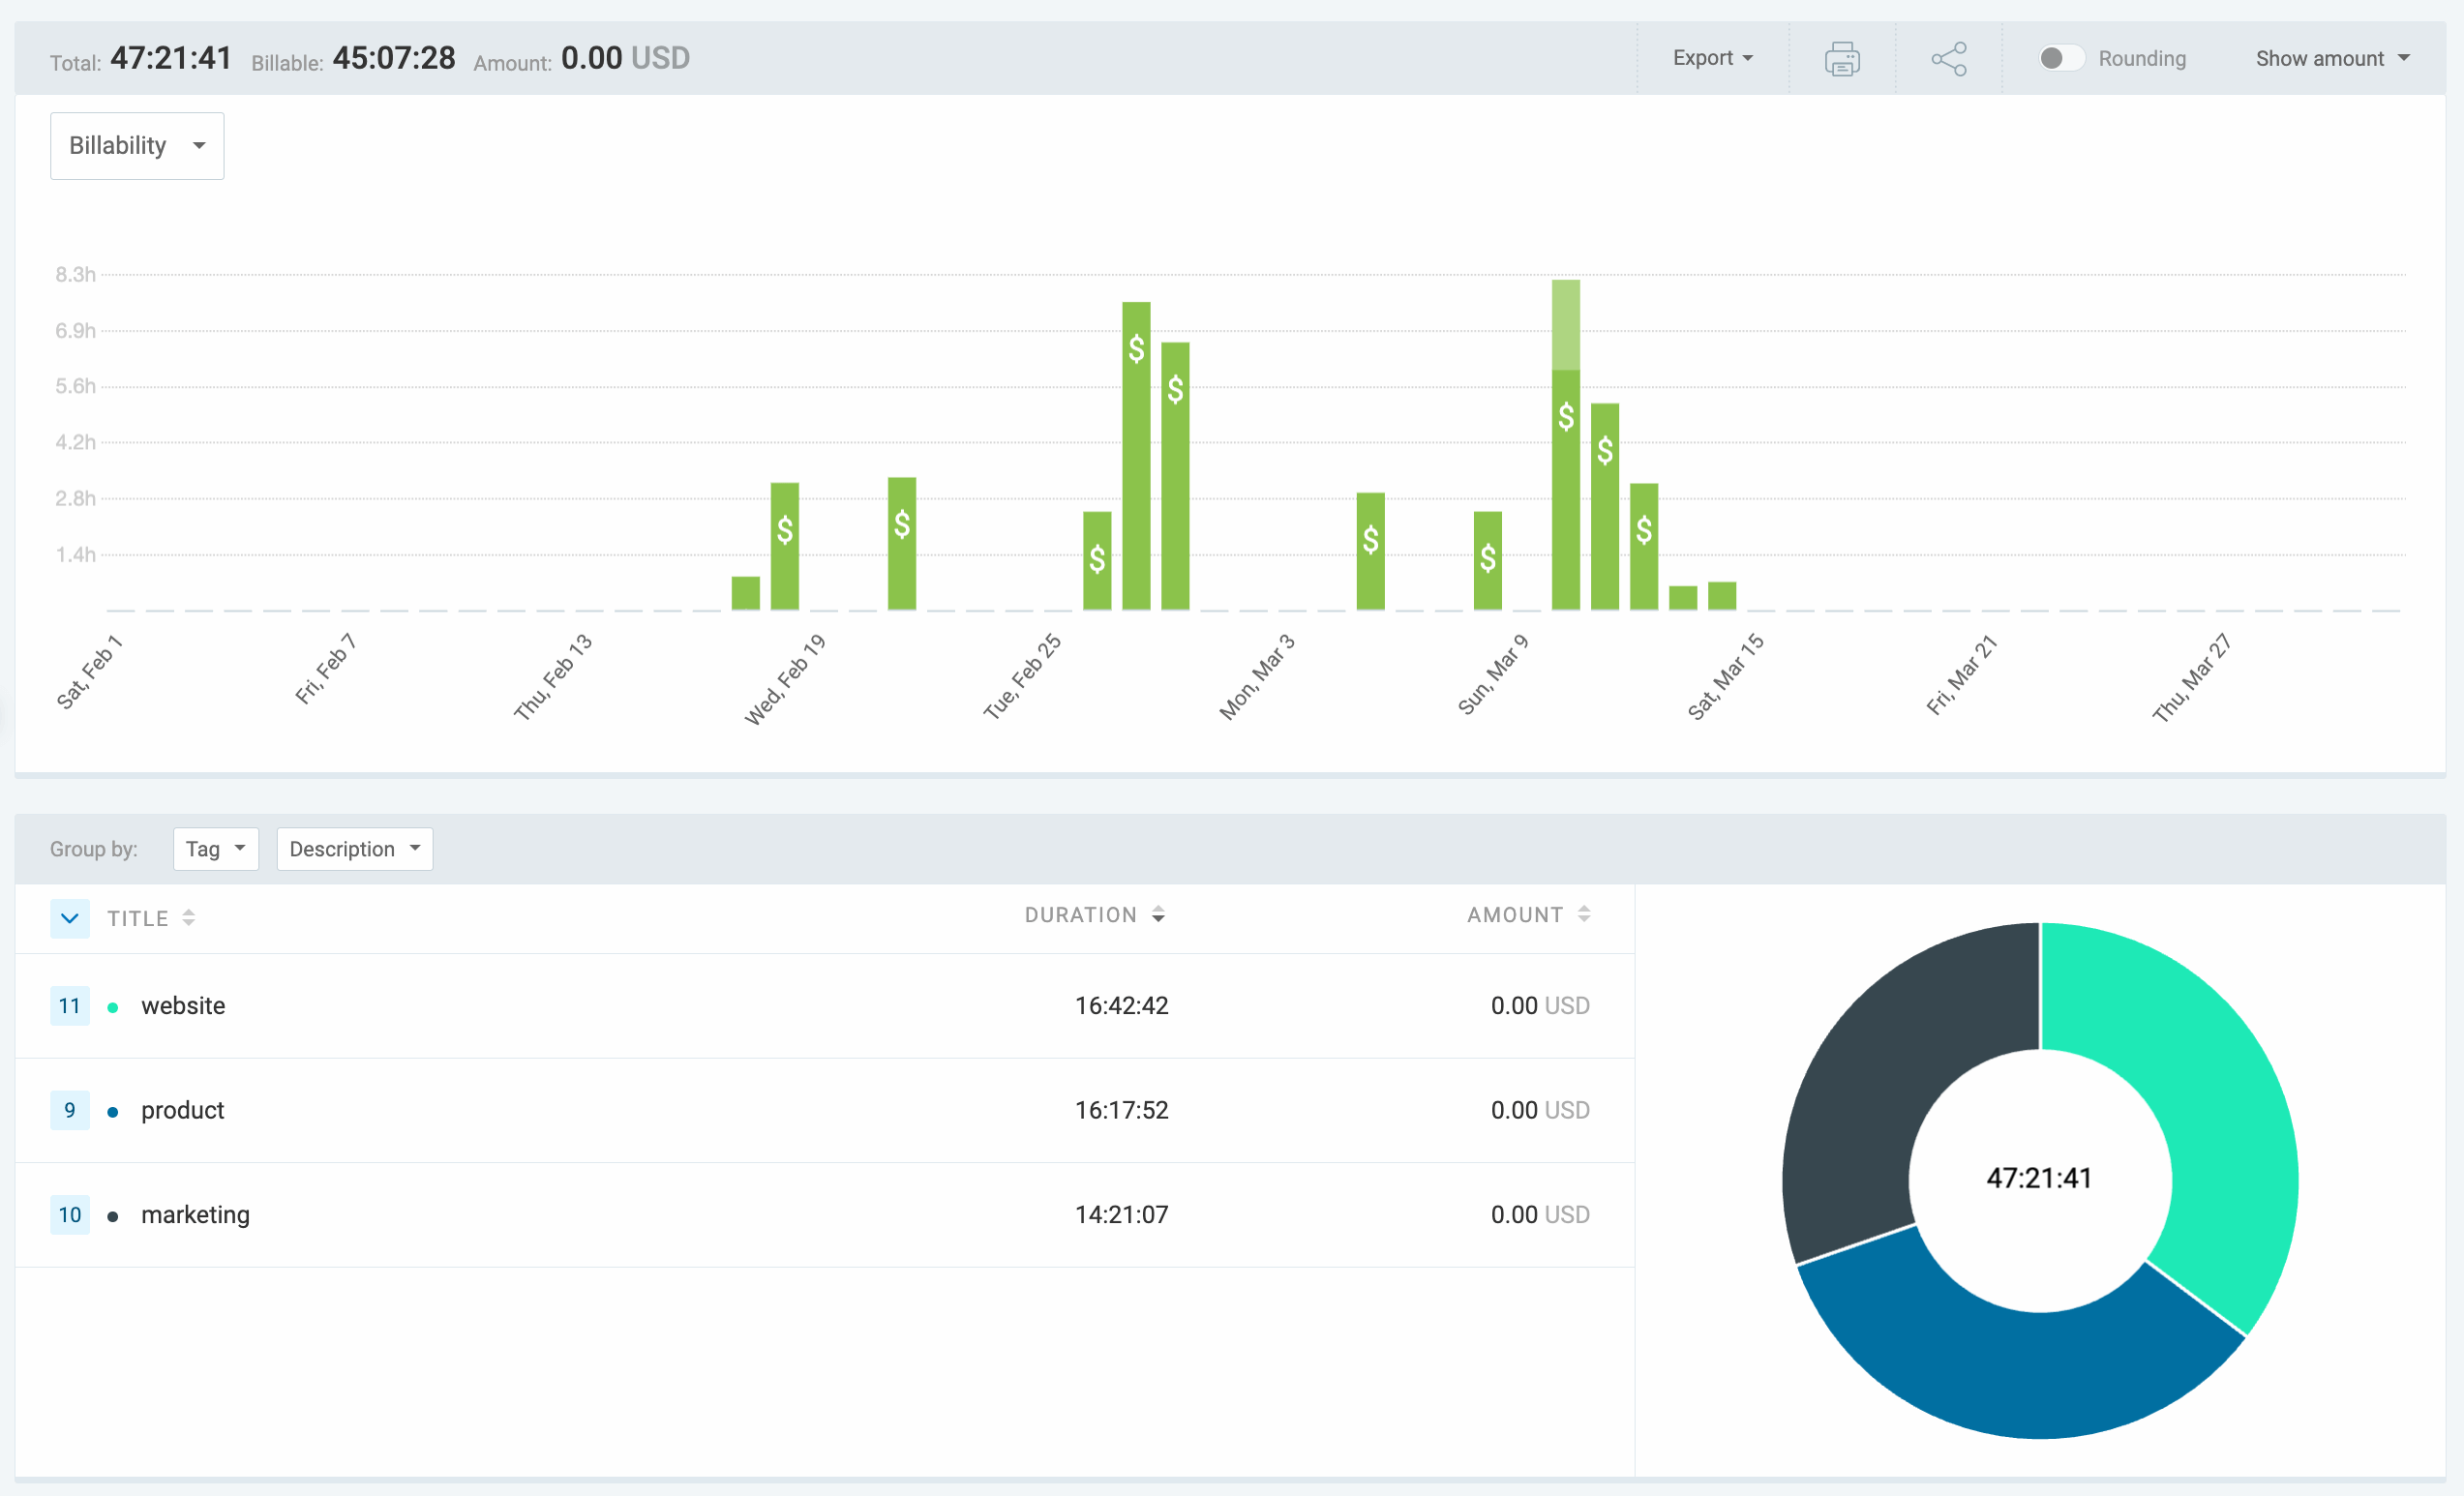 Total: 47:21:41 Billable: 45:07:28 Amount: 0.00 USD Export Rounding Show amount
Billability
8.3h
6.9h
5.6h
4.2h
2.8h
1.4h
$ $ $ $ $ $ $ $ $ $
Sat, Feb 1 Fri, Feb 7 Thu, Feb 13 Wed, Feb 19 Tue, Feb 25 Mon, Mar 3 Sun, Mar 9 Sat, Mar 15 Fri, Mar 21 Thu, Mar 27
Group by: Tag Description
TITLE DURATION AMOUNT
11 website 16:42:42 0.00 USD
9 product 16:17:52 0.00 USD
10 marketing 14:21:07 0.00 USD
47:21:41